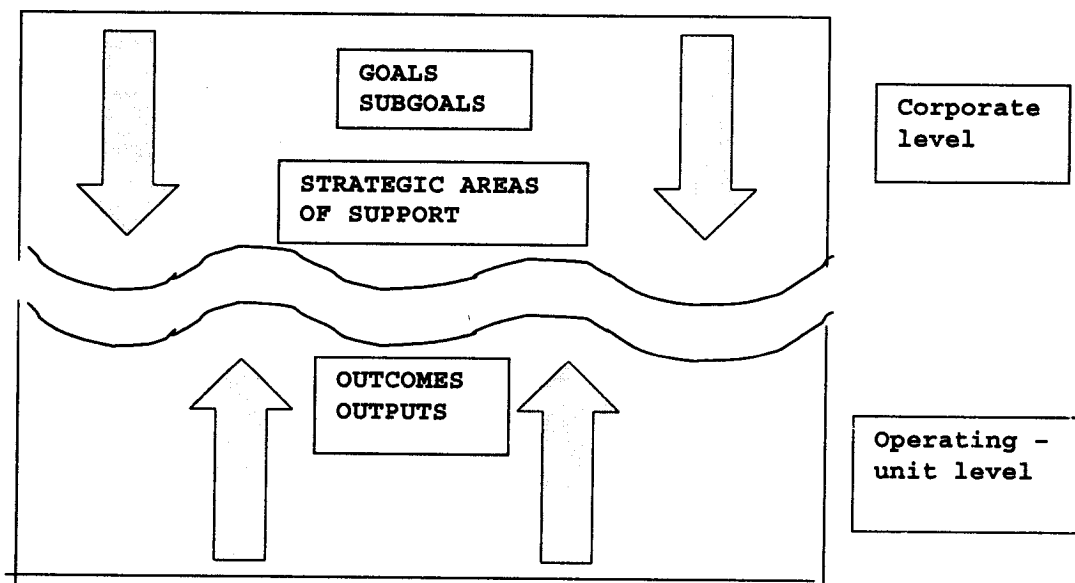 GOALS
SUBGOALS
Corporate
level
STRATEGIC AREAS
OF SUPPORT
OUTCOMES
OUTPUTS
Operating –
unit level